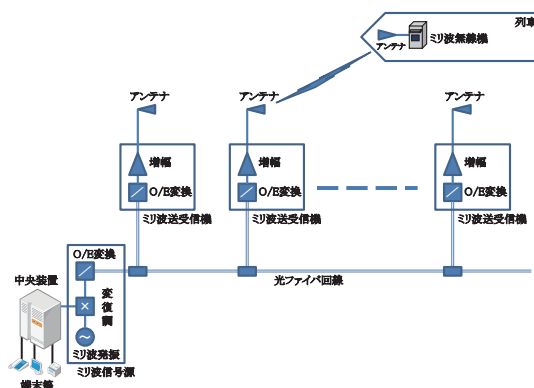 列車
アンテナ
ミリ波無線機
アンテナ
アンテナ
アンテナ
増幅
増幅
増幅
O/E変換
O/E変換
O/E変換
ミリ波送受信機
ミリ波送受信機
ミリ波送受信機
O/E変換
中央装置
変復調
光ファイバ回線
ミリ波発振
ミリ波信号源
端末等